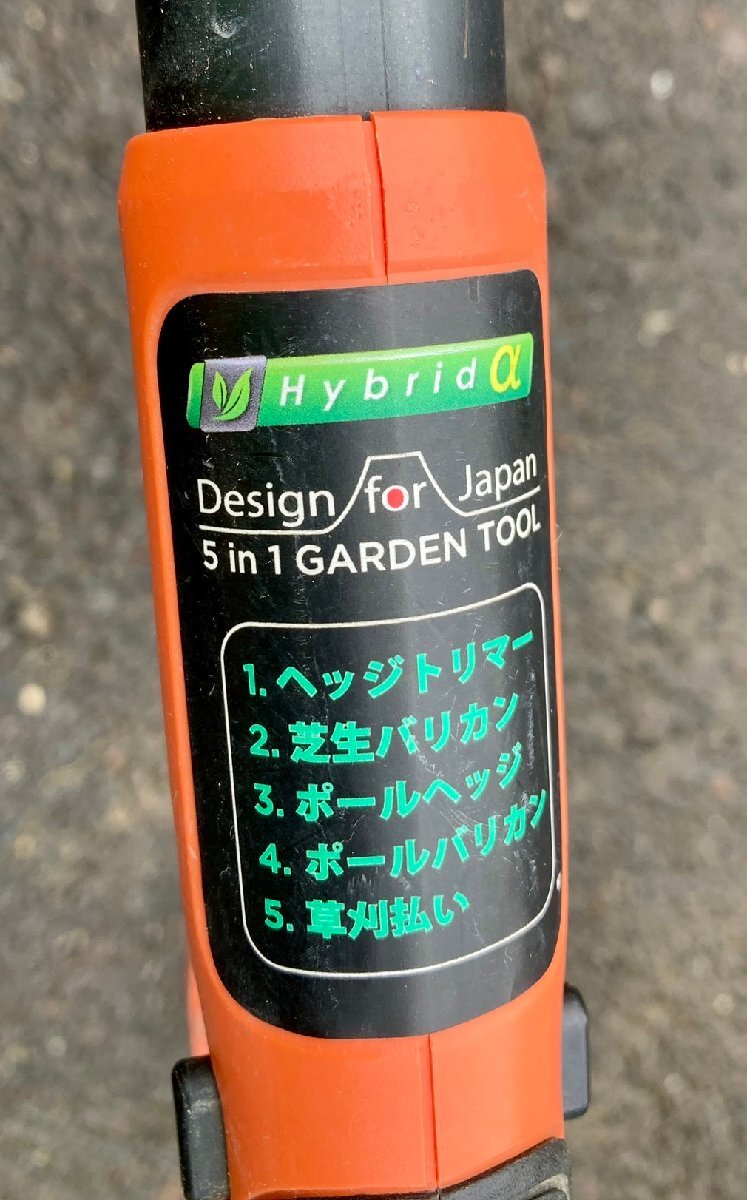 Hybrid α
Design for Japan
5 in 1 GARDEN TOOL
1. ヘッジトリマー
2. 芝生バリカン
3. ポールヘッジ
4. ポールバリカン
5. 草刈払い